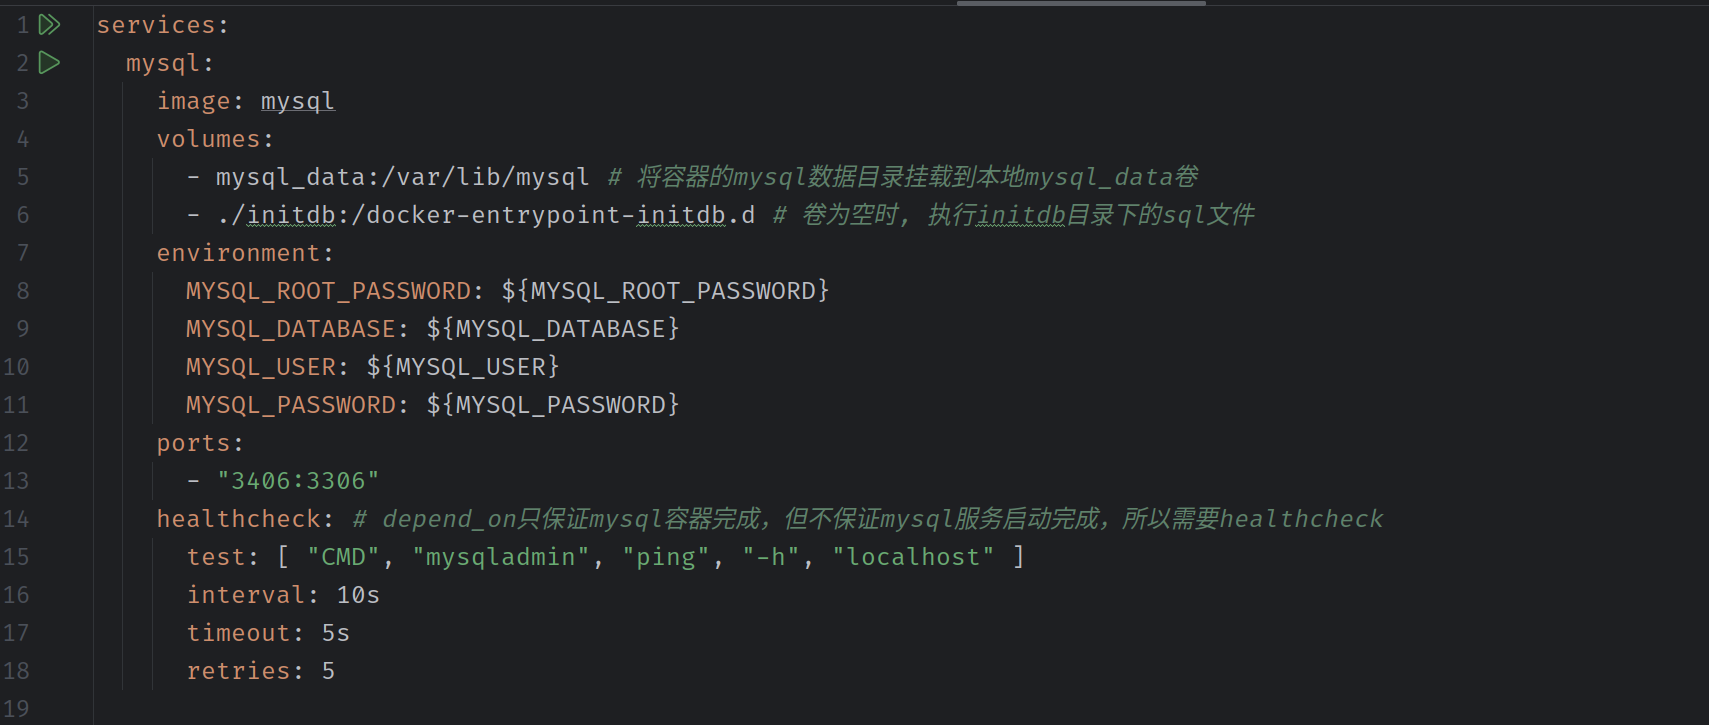 1 services:
2 mysql:
3 image: mysql
4 volumes:
5 - mysql_data:/var/lib/mysql # 将容器的mysql数据目录挂载到本地mysql_data卷
6 - ./initdb:/docker-entrypoint-initdb.d # 卷为空时, 执行initdb目录下的sql文件
7 environment:
8 MYSQL_ROOT_PASSWORD: ${MYSQL_ROOT_PASSWORD}
9 MYSQL_DATABASE: ${MYSQL_DATABASE}
10 MYSQL_USER: ${MYSQL_USER}
11 MYSQL_PASSWORD: ${MYSQL_PASSWORD}
12 ports:
13 - "3406:3306"
14 healthcheck: # depend_on只保证mysql容器完成，但不保证mysql服务启动完成，所以需要healthcheck
15 test: [ "CMD", "mysqladmin", "ping", "-h", "localhost" ]
16 interval: 10s
17 timeout: 5s
18 retries: 5
19